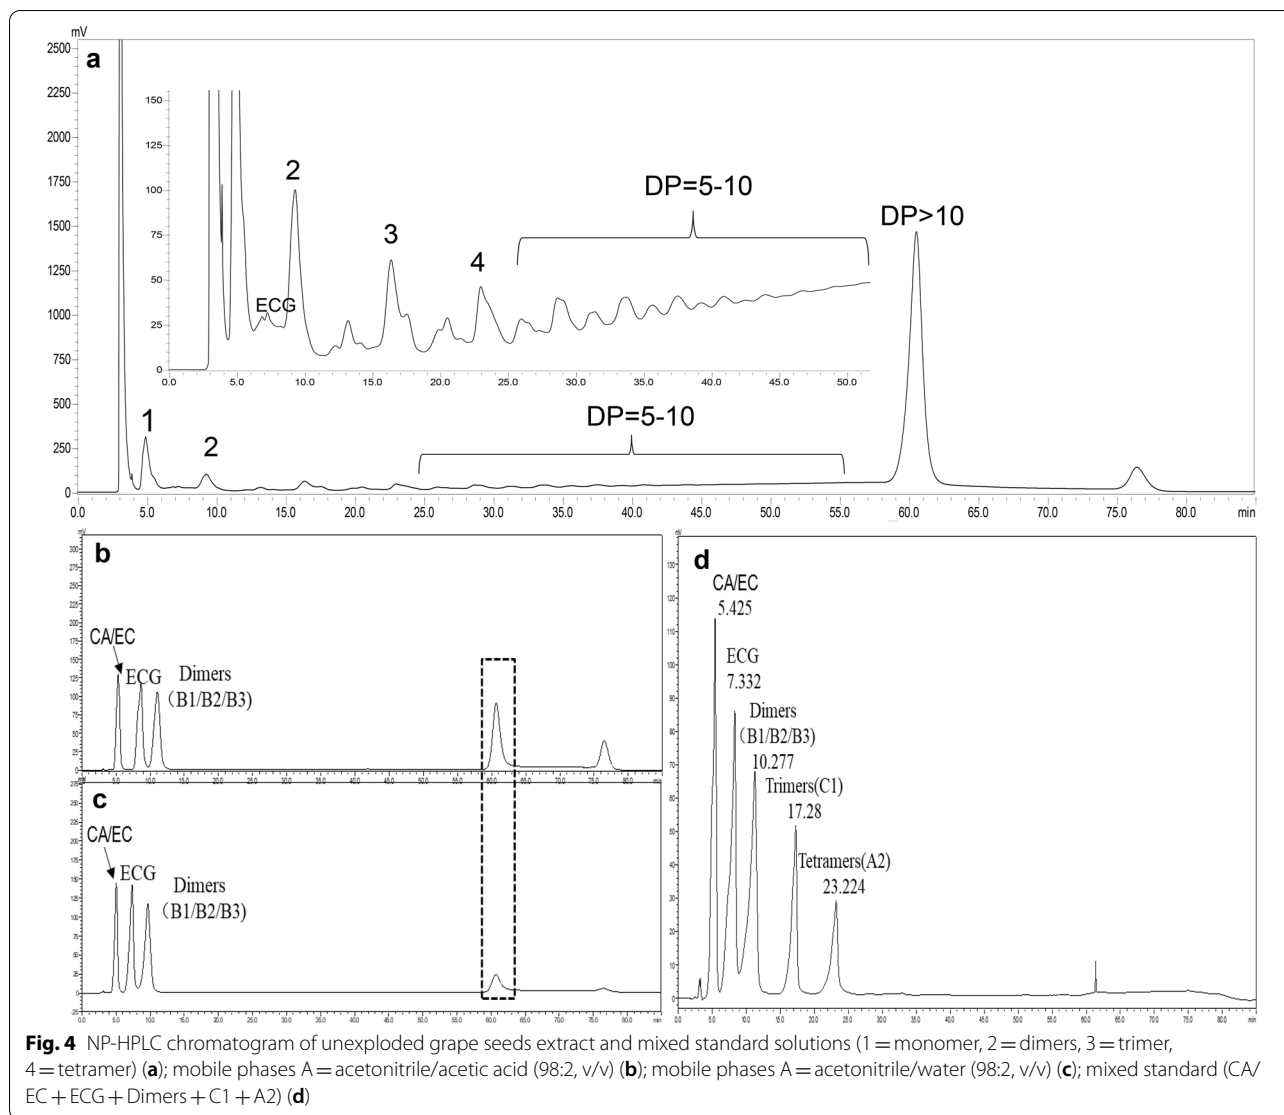 mV
a
2500
2250
2000
1750
1500
1250
1000
750
500
250
0
150
125
100
75
50
25
0
2
ECG
3
4
DP=5-10
DP>10
0.0 5.0 10.0 15.0 20.0 25.0 30.0 35.0 40.0 45.0 50.0
1
2
DP=5-10
0.0 5.0 10.0 15.0 20.0 25.0 30.0 35.0 40.0 45.0 50.0 55.0 60.0 65.0 70.0 75.0 80.0 min
b
CA/EC
ECG
Dimers
(B1/B2/B3)
c
CA/EC
ECG
Dimers
(B1/B2/B3)
d
CA/EC
5.425
ECG
7.332
Dimers
(B1/B2/B3)
10.277
Trimers(C1)
17.28
Tetramers(A2)
23.224
Fig. 4 NP-HPLC chromatogram of unexploded grape seeds extract and mixed standard solutions (1 = monomer, 2 = dimers, 3 = trimer,
4 = tetramer) (a); mobile phases A = acetonitrile/acetic acid (98:2, v/v) (b); mobile phases A = acetonitrile/water (98:2, v/v) (c); mixed standard (CA/
EC + ECG + Dimers + C1 + A2) (d)